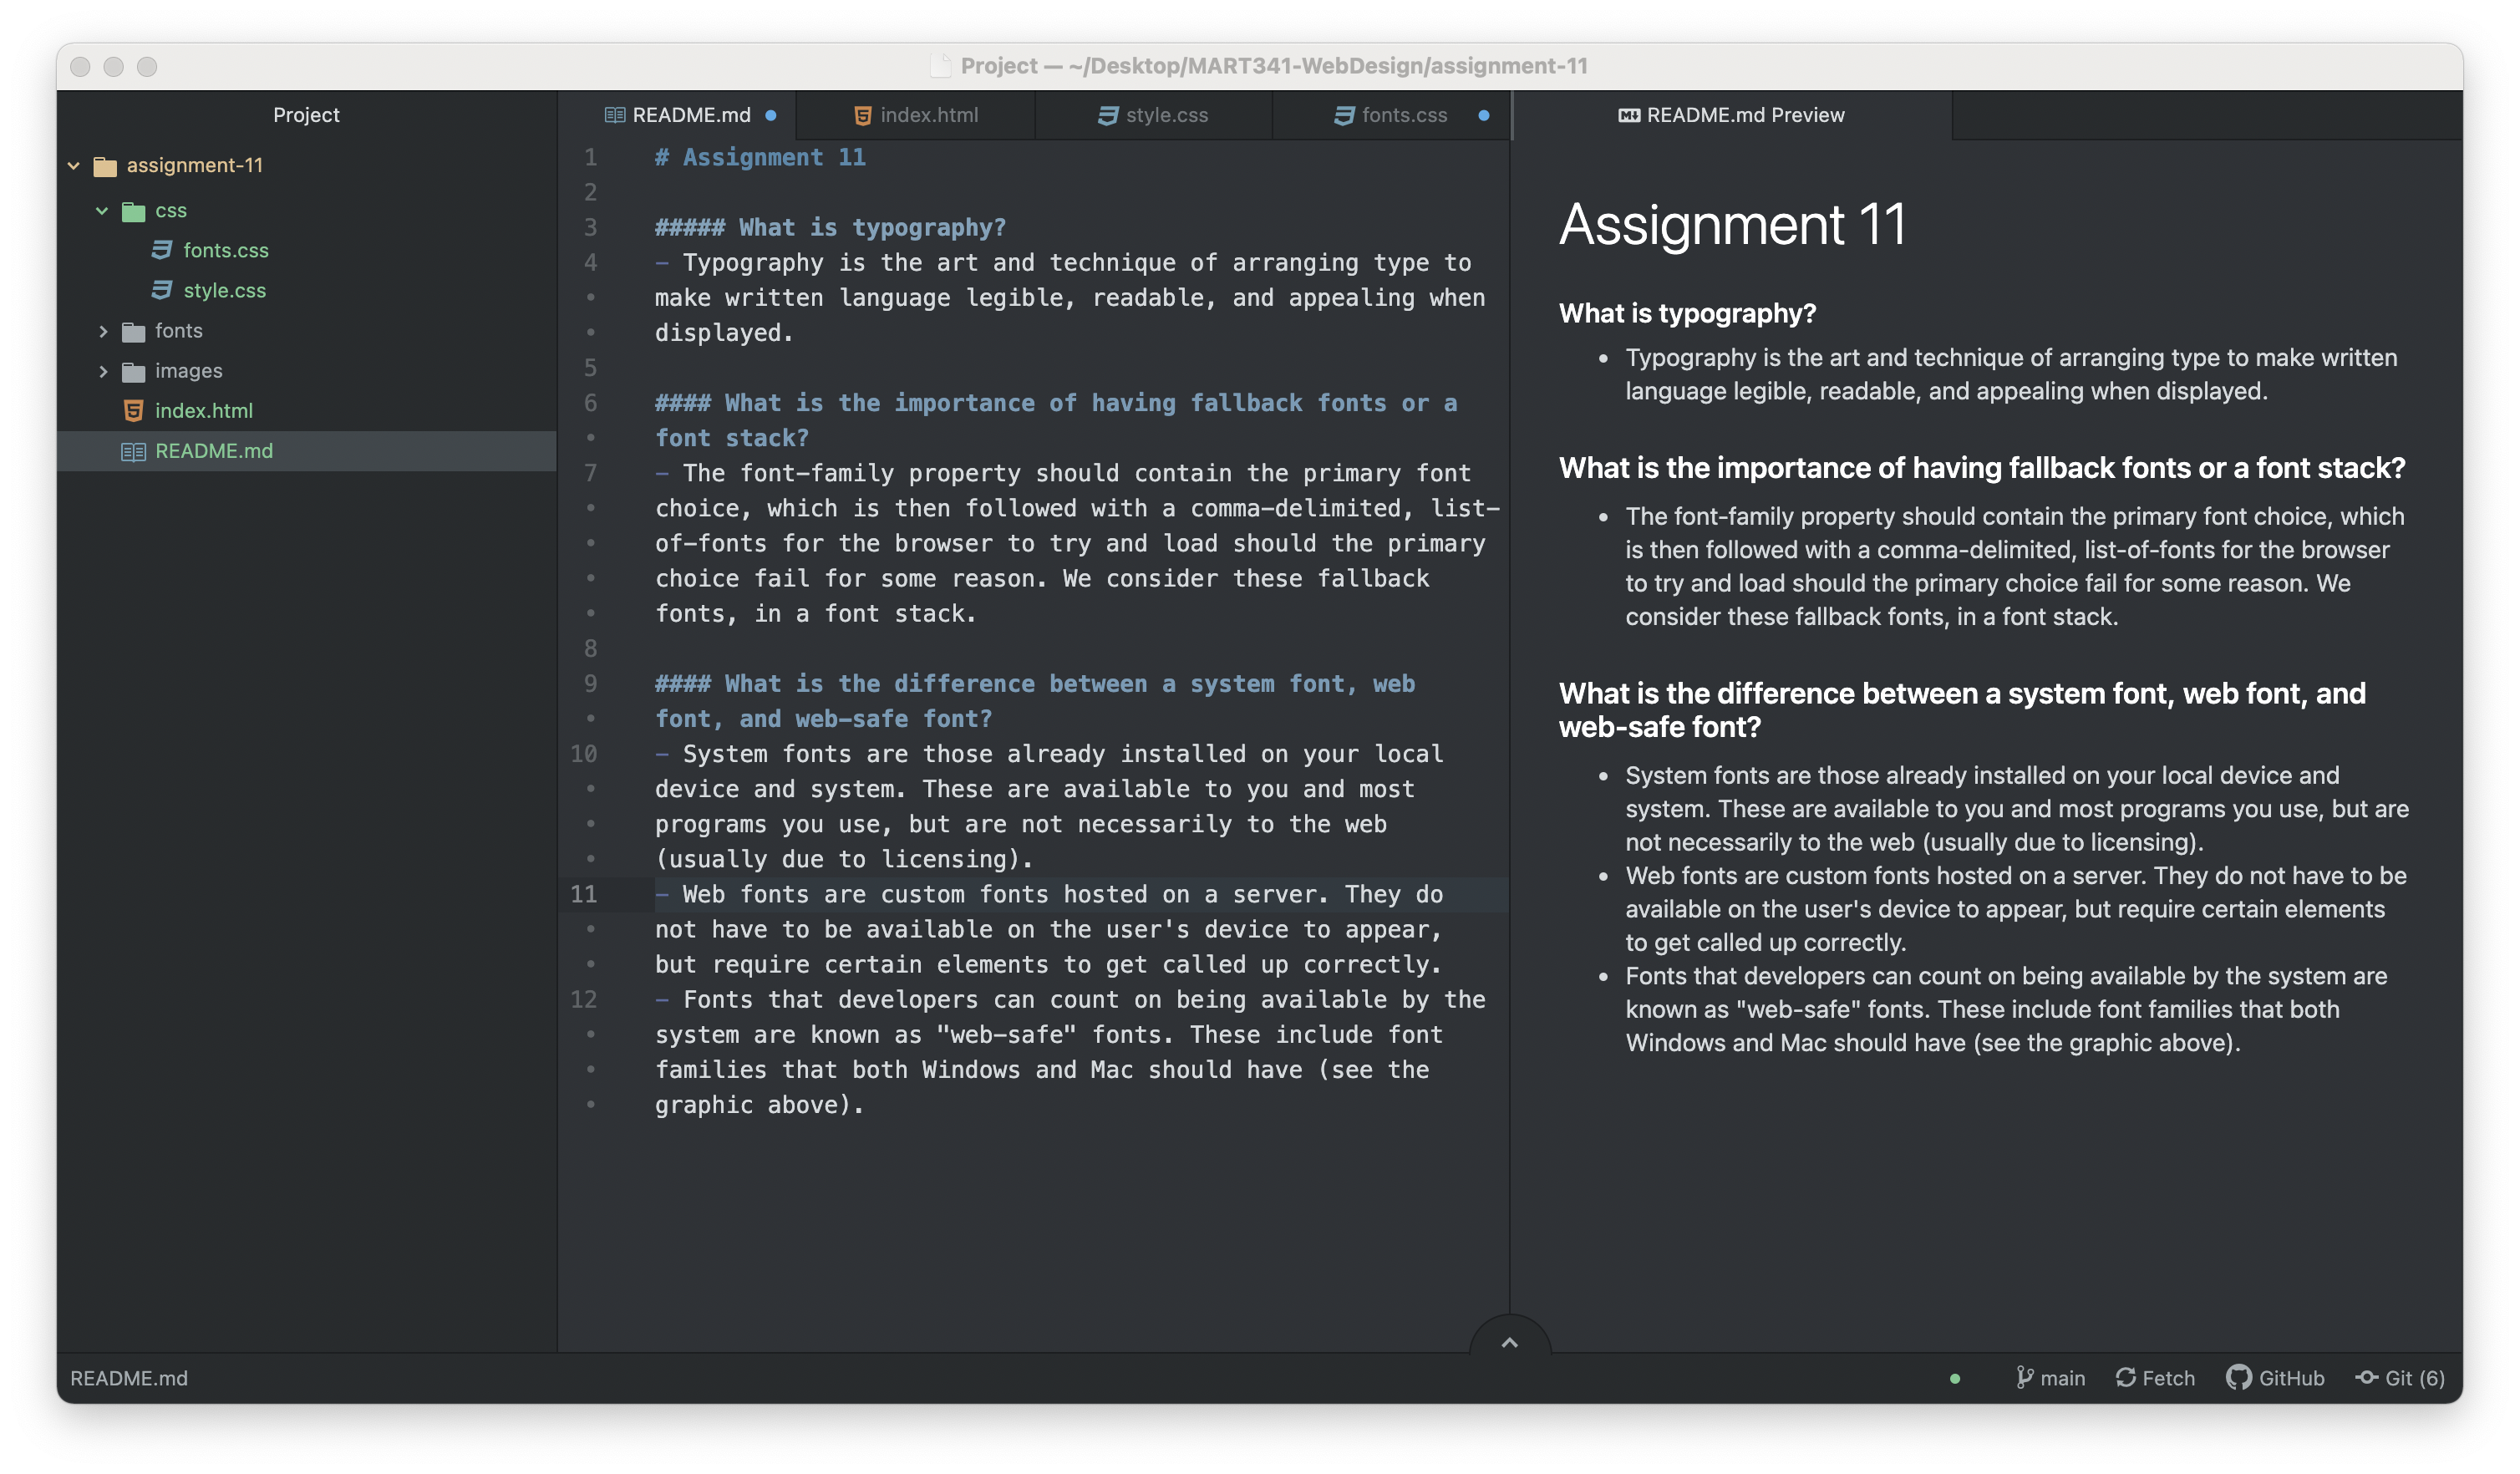 Project — ~/Desktop/MART341-WebDesign/assignment-11
Project
assignment-11
css
fonts.css
style.css
fonts
images
index.html
README.md
README.md
index.html
style.css
fonts.css
1 # Assignment 11
2
3 ##### What is typography?
4 - Typography is the art and technique of arranging type to
make written language legible, readable, and appealing when
displayed.
5
6 #### What is the importance of having fallback fonts or a
font stack?
7 - The font-family property should contain the primary font
choice, which is then followed with a comma-delimited, list-
of-fonts for the browser to try and load should the primary
choice fail for some reason. We consider these fallback
fonts, in a font stack.
8
9 #### What is the difference between a system font, web
font, and web-safe font?
10 - System fonts are those already installed on your local
device and system. These are available to you and most
programs you use, but are not necessarily to the web
(usually due to licensing).
11 - Web fonts are custom fonts hosted on a server. They do
not have to be available on the user's device to appear,
but require certain elements to get called up correctly.
12 - Fonts that developers can count on being available by the
system are known as "web-safe" fonts. These include font
families that both Windows and Mac should have (see the
graphic above).
README.md Preview
Assignment 11
What is typography?
• Typography is the art and technique of arranging type to make written
language legible, readable, and appealing when displayed.
What is the importance of having fallback fonts or a font stack?
• The font-family property should contain the primary font choice, which
is then followed with a comma-delimited, list-of-fonts for the browser
to try and load should the primary choice fail for some reason. We
consider these fallback fonts, in a font stack.
What is the difference between a system font, web font, and
web-safe font?
• System fonts are those already installed on your local device and
system. These are available to you and most programs you use, but are
not necessarily to the web (usually due to licensing).
• Web fonts are custom fonts hosted on a server. They do not have to be
available on the user's device to appear, but require certain elements
to get called up correctly.
• Fonts that developers can count on being available by the system are
known as "web-safe" fonts. These include font families that both
Windows and Mac should have (see the graphic above).
README.md
main
Fetch
GitHub
Git (6)